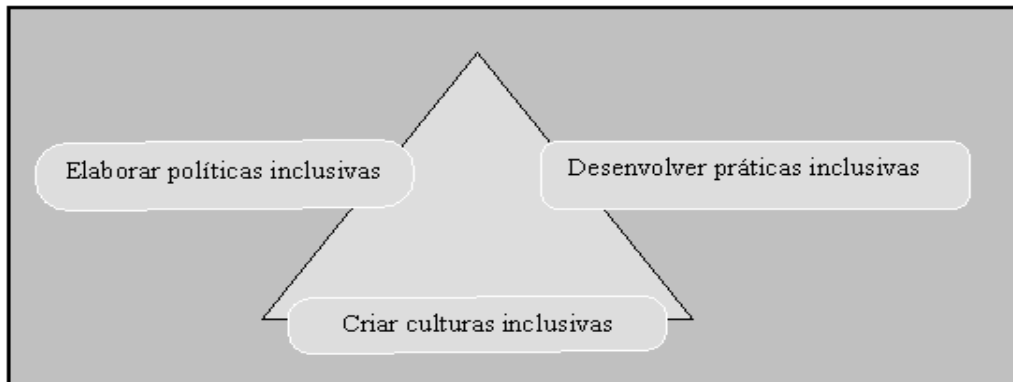 Elaborar políticas inclusivas
Desenvolver práticas inclusivas
Criar culturas inclusivas